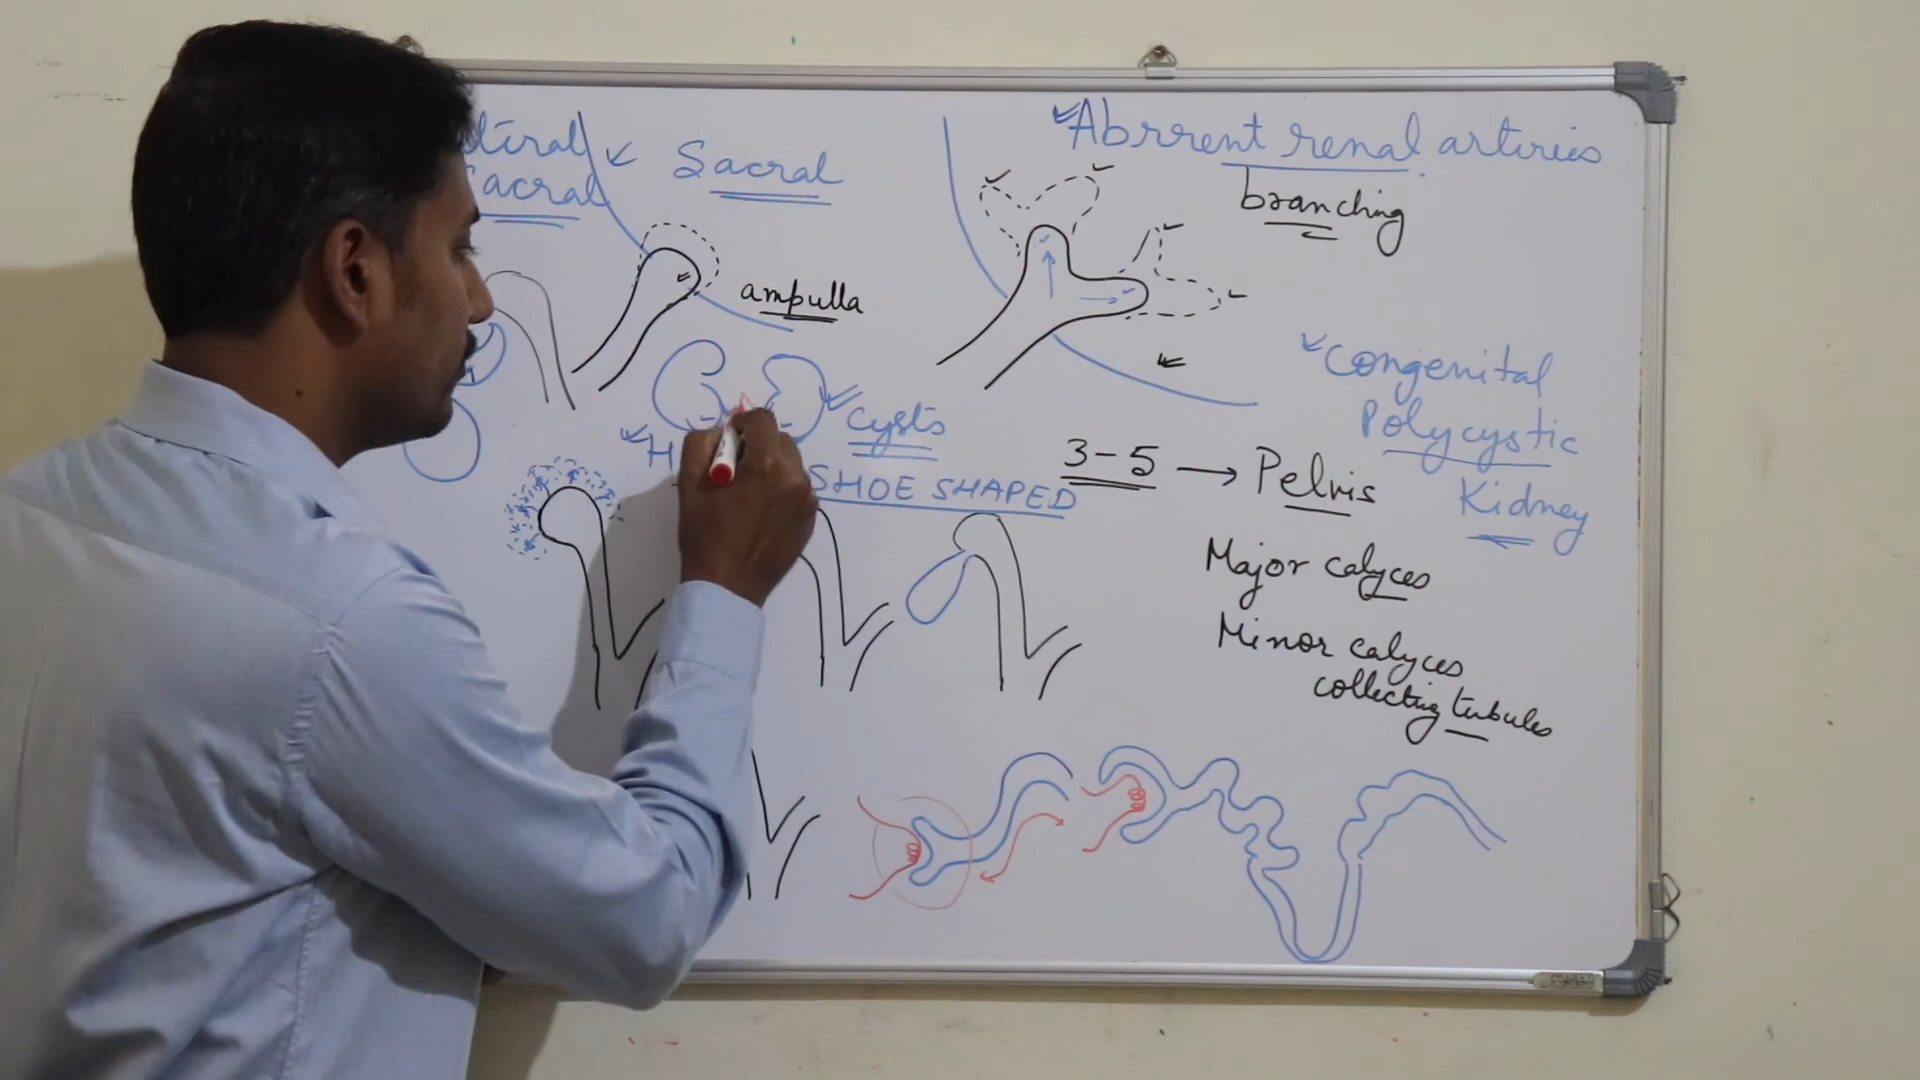 Sacral
Abrrent renal arteries
branching
ampulla
Congenital
Polycystic
Kidney
Cysts
SHOE SHAPED
3-5 → Pelvis
Major calyces
Minor calyces
collecting tubules